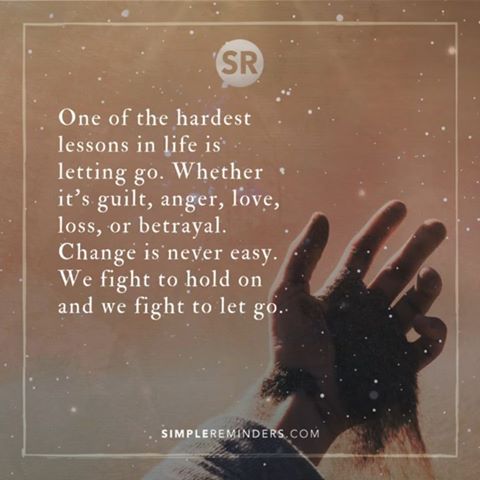 SR
One of the hardest
lessons in life is
letting go. Whether
it's guilt, anger, love,
loss, or betrayal.
Change is never easy.
We fight to hold on
and we fight to let go.
SIMPLEREMINDERS.COM